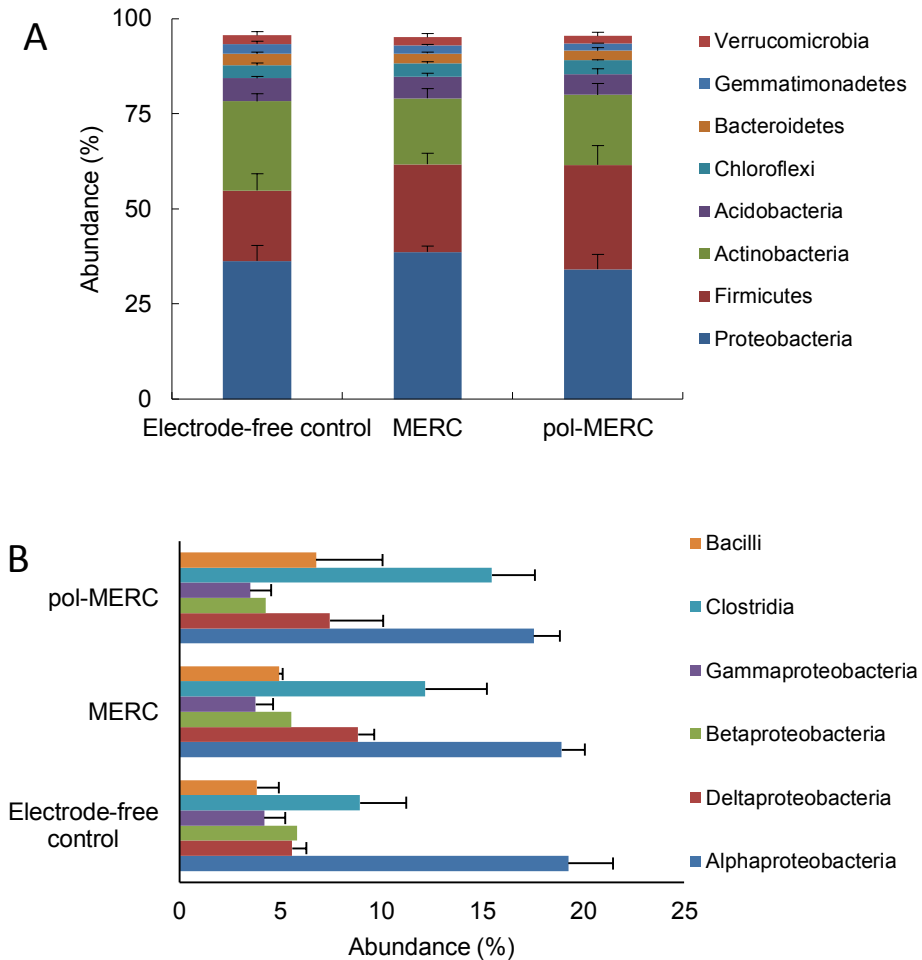 A
100
75
50
25
0
Abundance (%)
Electrode-free control
MERC
pol-MERC
Verrucomicrobia
Gemmatimonadetes
Bacteroidetes
Chloroflexi
Acidobacteria
Actinobacteria
Firmicutes
Proteobacteria
B
pol-MERC
MERC
Electrode-free
control
0
5
10
15
20
25
Abundance (%)
Bacilli
Clostridia
Gammaproteobacteria
Betaproteobacteria
Deltaproteobacteria
Alphaproteobacteria